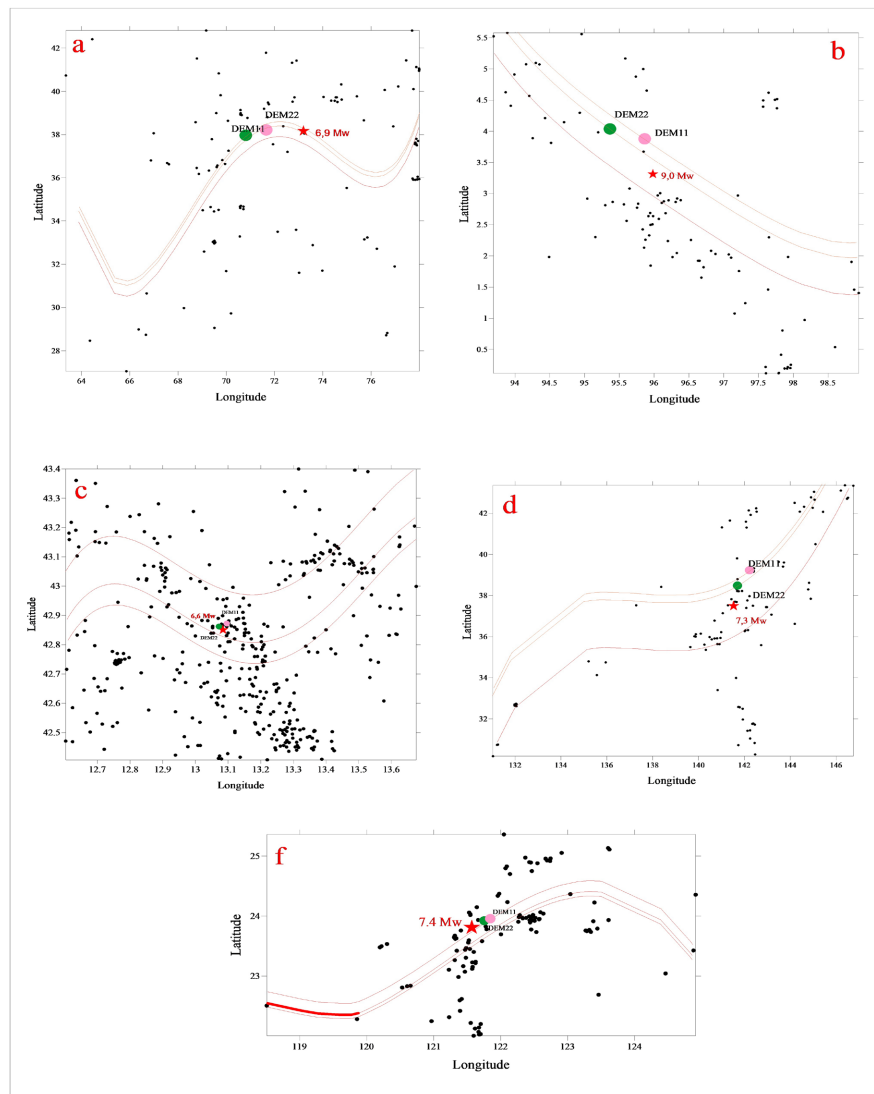 a
42
40
38
36
34
32
30
28
Latitude
DEM22
DEM11
6,9 Mw
64
66
68
70
72
74
76
Longitude
b
5.5
5
4.5
4
3.5
3
2.5
2
1.5
1
0.5
Latitude
DEM22
DEM11
9,0 Mw
94
94.5
95
95.5
96
96.5
97
97.5
98
98.5
Longitude
c
43.4
43.3
43.2
43.1
43
42.9
42.8
42.7
42.6
42.5
Latitude
6,6 Mw
DEM11
DEM22
12.7
12.8
12.9
13
13.1
13.2
13.3
13.4
13.5
13.6
Longitude
d
42
40
38
36
34
32
Latitude
DEM11
DEM22
7,3 Mw
132
134
136
138
140
142
144
146
Longitude
f
25
24
23
Latitude
7.4 Mw
DEM11
DEM22
119
120
121
122
123
124
Longitude